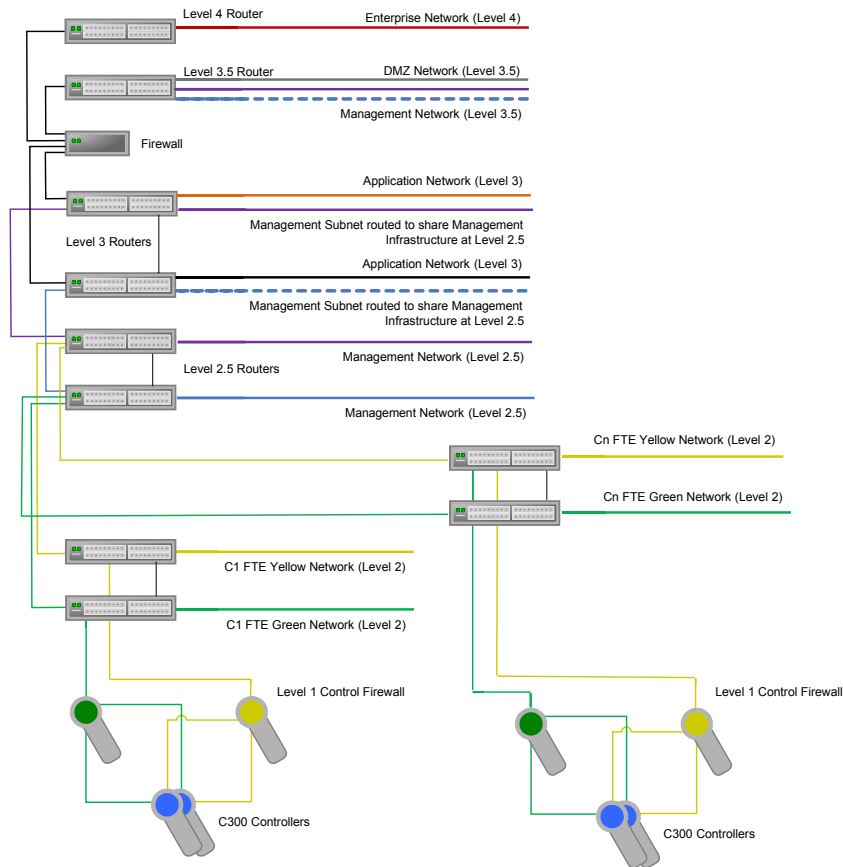 Level 4 Router
Enterprise Network (Level 4)
Level 3.5 Router
DMZ Network (Level 3.5)
Management Network (Level 3.5)
Firewall
Application Network (Level 3)
Management Subnet routed to share Management
Infrastructure at Level 2.5
Level 3 Routers
Application Network (Level 3)
Management Subnet routed to share Management
Infrastructure at Level 2.5
Management Network (Level 2.5)
Level 2.5 Routers
Management Network (Level 2.5)
Cn FTE Yellow Network (Level 2)
Cn FTE Green Network (Level 2)
C1 FTE Yellow Network (Level 2)
C1 FTE Green Network (Level 2)
Level 1 Control Firewall
Level 1 Control Firewall
C300 Controllers
C300 Controllers